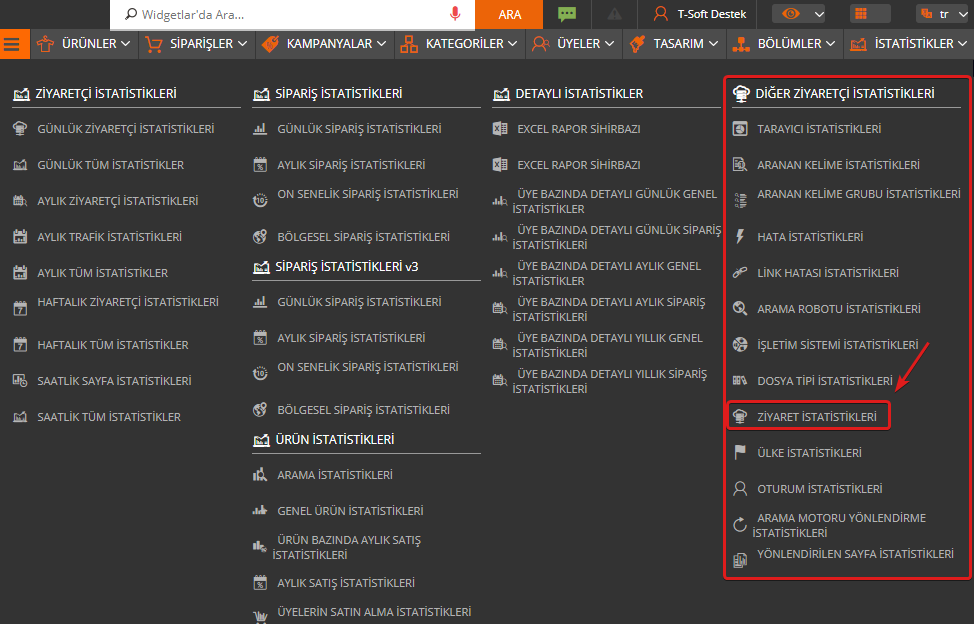 Widgetlar'da Ara...
ARA
T-Soft Destek
tr
ÜRÜNLER
SİPARİŞLER
KAMPANYALAR
KATEGORİLER
ÜYELER
TASARIM
BÖLÜMLER
İSTATİSTİKLER
ZİYARETÇİ İSTATİSTİKLERİ
GÜNLÜK ZİYARETÇİ İSTATİSTİKLERİ
GÜNLÜK TÜM İSTATİSTİKLER
AYLIK ZİYARETÇİ İSTATİSTİKLERİ
AYLIK TRAFİK İSTATİSTİKLERİ
AYLIK TÜM İSTATİSTİKLER
HAFTALIK ZİYARETÇİ İSTATİSTİKLERİ
HAFTALIK TÜM İSTATİSTİKLER
SAATLİK SAYFA İSTATİSTİKLERİ
SAATLİK TÜM İSTATİSTİKLER
SİPARİŞ İSTATİSTİKLERİ
GÜNLÜK SİPARİŞ İSTATİSTİKLERİ
AYLIK SİPARİŞ İSTATİSTİKLERİ
ON SENELİK SİPARİŞ İSTATİSTİKLERİ
BÖLGESEL SİPARİŞ İSTATİSTİKLERİ
SİPARİŞ İSTATİSTİKLERİ v3
GÜNLÜK SİPARİŞ İSTATİSTİKLERİ
AYLIK SİPARİŞ İSTATİSTİKLERİ
ON SENELİK SİPARİŞ İSTATİSTİKLERİ
BÖLGESEL SİPARİŞ İSTATİSTİKLERİ
ÜRÜN İSTATİSTİKLERİ
ARAMA İSTATİSTİKLERİ
GENEL ÜRÜN İSTATİSTİKLERİ
ÜRÜN BAZINDA AYLIK SATIŞ
İSTATİSTİKLERİ
AYLIK SATIŞ İSTATİSTİKLERİ
ÜYELERİN SATIN ALMA İSTATİSTİKLERİ
DETAYLI İSTATİSTİKLER
EXCEL RAPOR SİHİRBAZI
EXCEL RAPOR SİHİRBAZI
ÜYE BAZINDA DETAYLI GÜNLÜK GENEL
İSTATİSTİKLER
ÜYE BAZINDA DETAYLI GÜNLÜK SİPARİŞ
İSTATİSTİKLERİ
ÜYE BAZINDA DETAYLI AYLIK GENEL
İSTATİSTİKLER
ÜYE BAZINDA DETAYLI AYLIK SİPARİŞ
İSTATİSTİKLERİ
ÜYE BAZINDA DETAYLI YILLIK GENEL
İSTATİSTİKLERİ
ÜYE BAZINDA DETAYLI YILLIK SİPARİŞ
İSTATİSTİKLERİ
DİĞER ZİYARETÇİ İSTATİSTİKLERİ
TARAYICI İSTATİSTİKLERİ
ARANAN KELİME İSTATİSTİKLERİ
ARANAN KELİME GRUBU İSTATİSTİKLERİ
HATA İSTATİSTİKLERİ
LİNK HATASI İSTATİSTİKLERİ
ARAMA ROBOTU İSTATİSTİKLERİ
İŞLETİM SİSTEMİ İSTATİSTİKLERİ
DOSYA TİPİ İSTATİSTİKLERİ
ZİYARET İSTATİSTİKLERİ
ÜLKE İSTATİSTİKLERİ
OTURUM İSTATİSTİKLERİ
ARAMA MOTORU YÖNLENDİRME
İSTATİSTİKLERİ
YÖNLENDİRİLEN SAYFA İSTATİSTİKLERİ